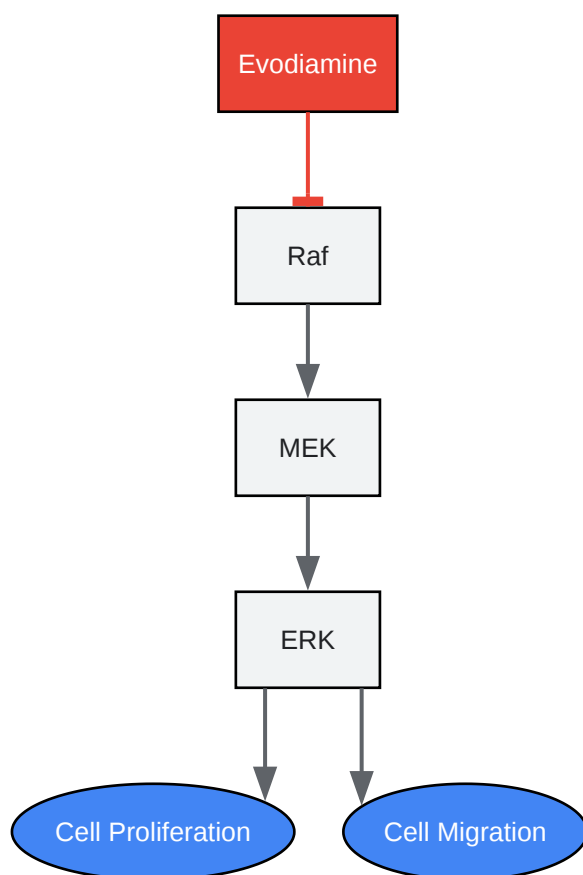 Evodiamine
Raf
MEK
ERK
Cell Proliferation
Cell Migration